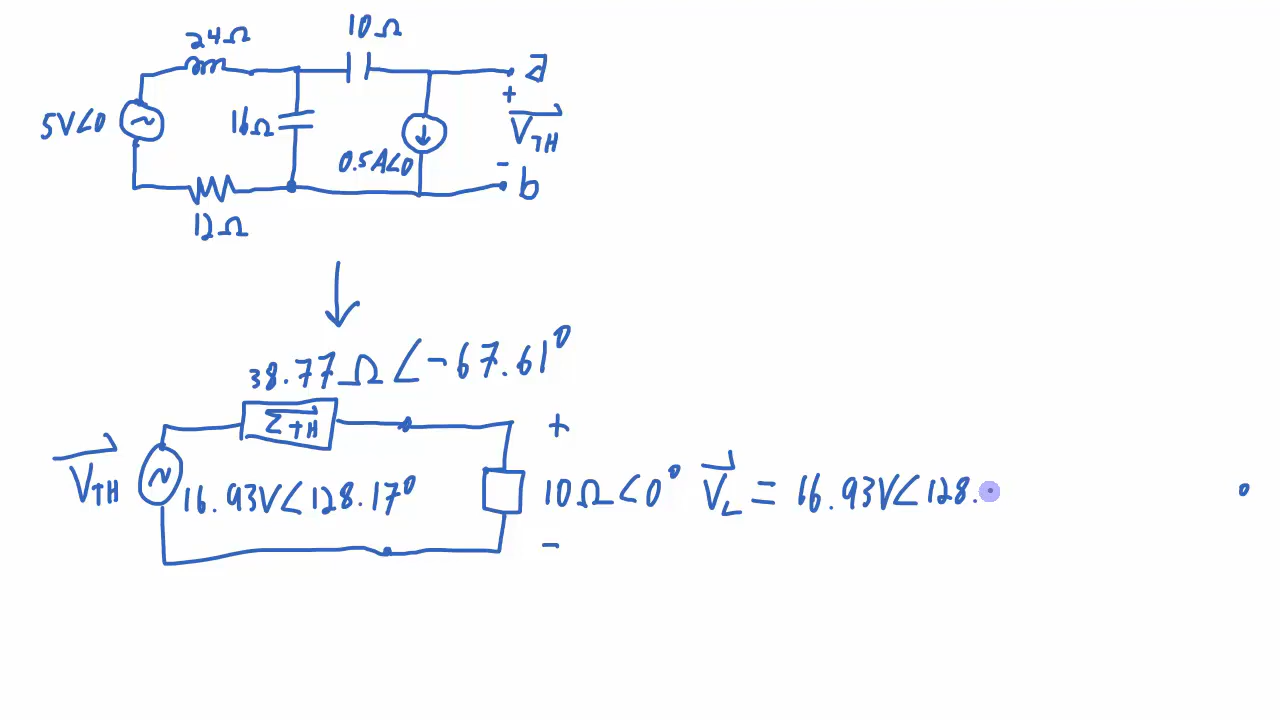 10Ω
24Ω
a
+
5V∠0
16Ω
V_TH
0.5A∠0
-
b
12Ω
38.77Ω∠-67.61°
Z_TH
+
V_TH
16.93V∠128.17°
10Ω∠0°
V_L = 16.93V∠128.
-